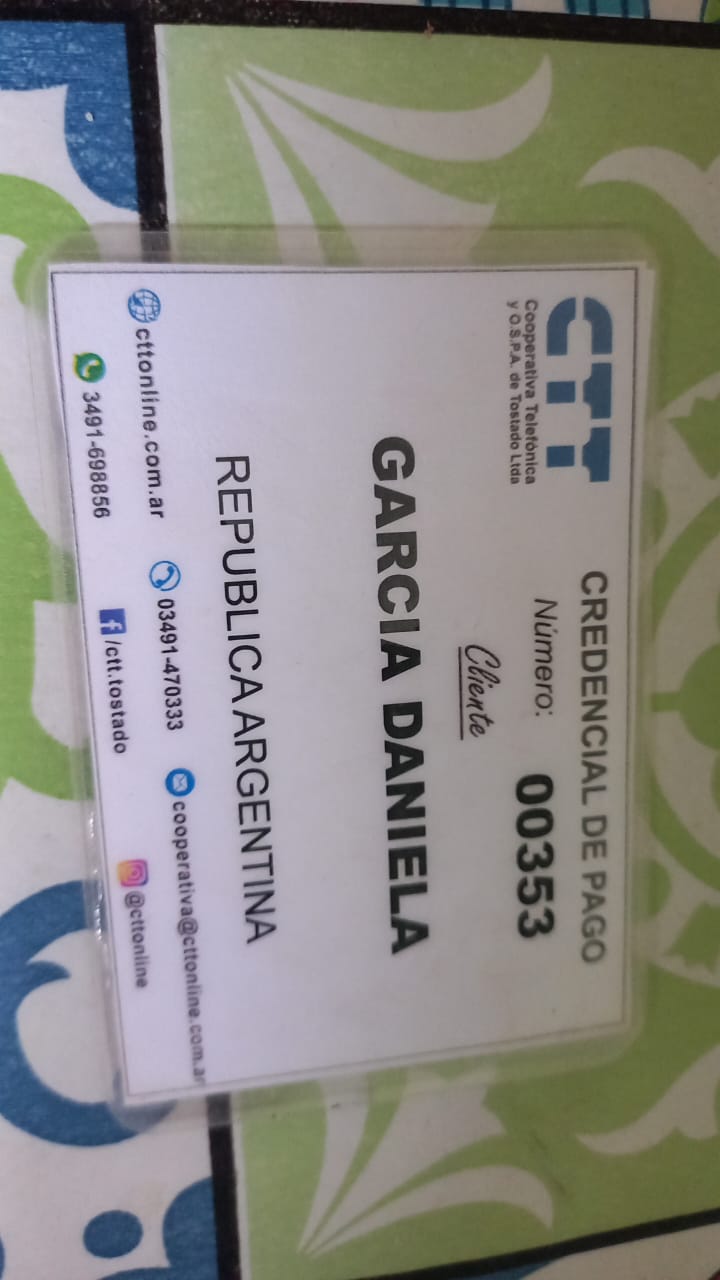 CTT
Cooperativa Telefónica
y O.S.P.A. de Tostado Ltda
CREDENCIAL DE PAGO
Número: 00353
Cliente
GARCIA DANIELA
REPUBLICA ARGENTINA
cttonline.com.ar 03491-470333 cooperativa@cttonline.com.ar
3491-698856 /ctt.tostado @cttonline